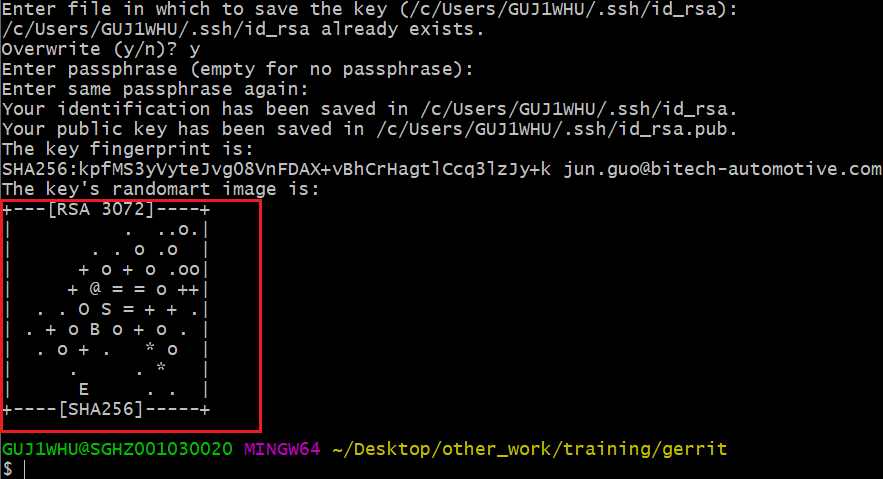 Enter file in which to save the key (/c/Users/GUJ1WHU/.ssh/id_rsa):
/c/Users/GUJ1WHU/.ssh/id_rsa already exists.
Overwrite (y/n)? y
Enter passphrase (empty for no passphrase):
Enter same passphrase again:
Your identification has been saved in /c/Users/GUJ1WHU/.ssh/id_rsa.
Your public key has been saved in /c/Users/GUJ1WHU/.ssh/id_rsa.pub.
The key fingerprint is:
SHA256:kpfMS3yVyteJvgO8VnFDAX+vBhCrHagtlCcq3lzJy+k jun.guo@bitech-automotive.com
The key's randomart image is:
+---[RSA 3072]----+
|           .  ..o.|
|        . . o .o  |
|       + o + o .oo|
|      + @ = = o ++|
|   . . O S = + + .|
|  . + o B o + o . |
|   . o + .   * o  |
|      .     . *   |
|       E     . .  |
+----[SHA256]-----+
GUJ1WHU@SGHZ001030020 MINGW64 ~/Desktop/other_work/training/gerrit
$